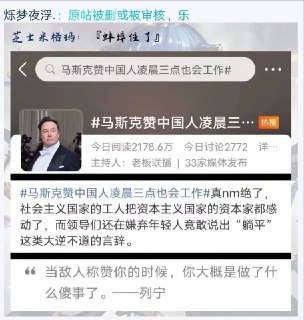 烁梦夜浮.：原帖被删或被审核，乐
芝士米格玛：『蚌埠住了』
#马斯克赞中国人凌晨三点也会工作#
#马斯克赞中国人凌晨三… 热搜
今日阅读2178.6万 今日讨论2772 详…
主持人：老板联播 | 33家媒体发布
#马斯克赞中国人凌晨三点也会工作#真nm绝了，
社会主义国家的工人把资本主义国家的资本家都感
动了，而领导们还在嫌弃年轻人竟敢说出“躺平”
这类大逆不道的言辞。
当敌人称赞你的时候，你大概是做了什
么傻事了。——列宁